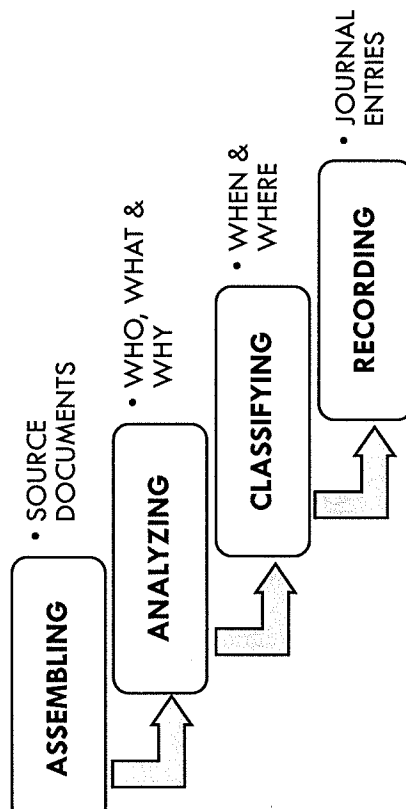 ASSEMBLING
• SOURCE
DOCUMENTS
ANALYZING
• WHO, WHAT &
WHY
CLASSIFYING
• WHEN &
WHERE
RECORDING
• JOURNAL
ENTRIES